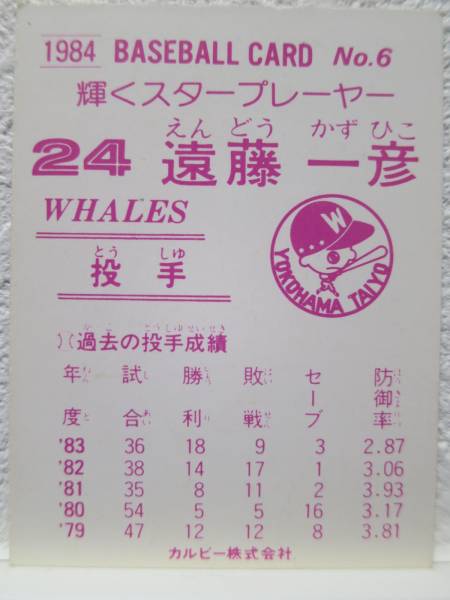 1984 BASEBALL CARD No.6
輝くスタープレーヤー
えん どう かず ひこ
24 遠藤 一彦
WHALES
W
YOKOHAMA TAIYO
とう しゅ
投手
過去の投手成績
年度 試合 勝利 敗戦 セーブ 防御率
'83 36 18 9 3 2.87
'82 38 14 17 1 3.06
'81 35 8 11 2 3.93
'80 54 5 5 16 3.17
'79 47 12 12 8 3.81
カルビー株式会社